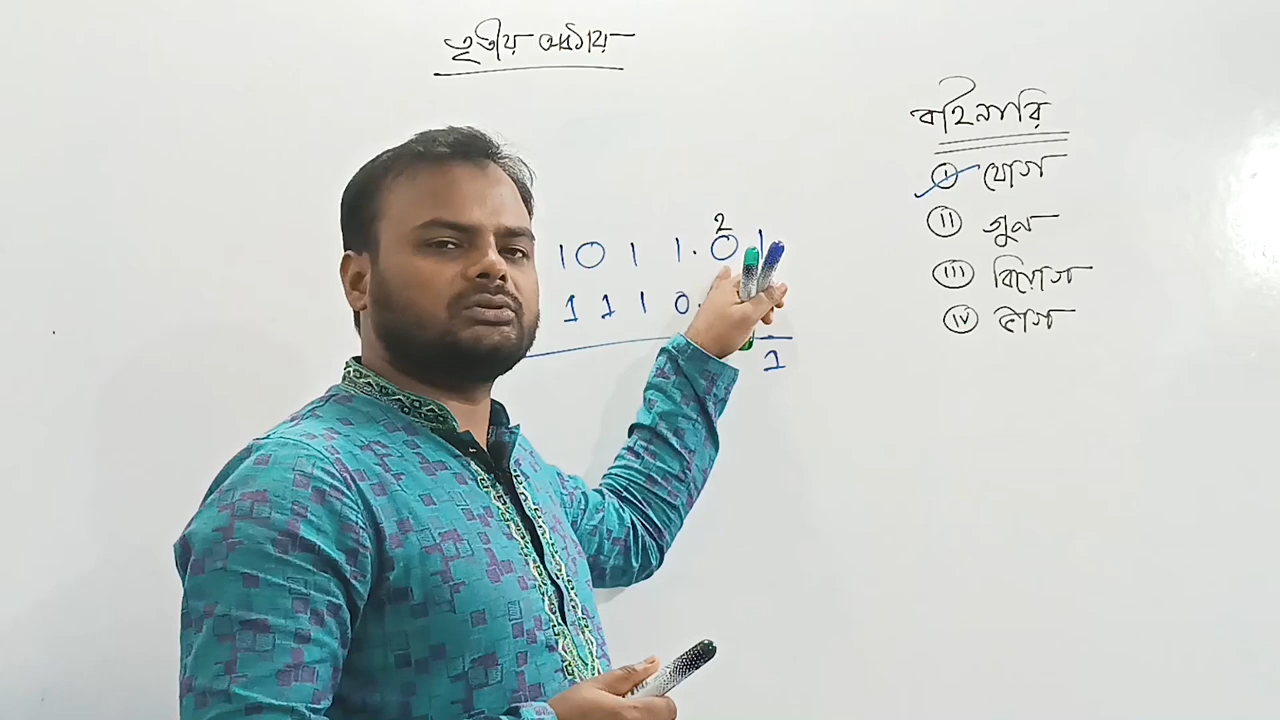 তৃতীয় অধ্যায়
বাইনারি
i যোগ
ii গুন
iii বিয়োগ
iv ভাগ
2
1011.01
1110.
1